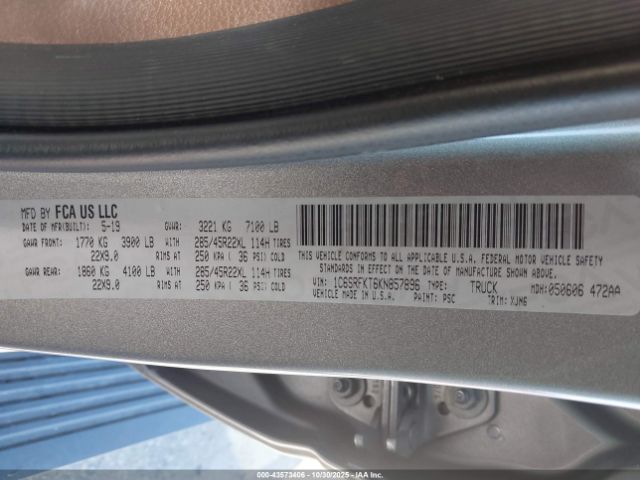 MFD BY FCA US LLC
DATE OF MFR(BUILT): 5-19 GVWR: 3221 KG 7100 LB
GAWR FRONT: 1770 KG 3900 LB WITH 285/45R22XL 114H TIRES
22X9.0 RIMS AT 250 KPA ( 36 PSI) COLD
GAWR REAR: 1860 KG 4100 LB WITH 285/45R22XL 114H TIRES
22X9.0 RIMS AT 250 KPA ( 36 PSI) COLD
THIS VEHICLE CONFORMS TO ALL APPLICABLE U.S.A. FEDERAL MOTOR VEHICLE SAFETY
STANDARDS IN EFFECT ON THE DATE OF MANUFACTURE SHOWN ABOVE.
VIN: 1C6SRFKT6KN857896 TYPE: TRUCK MDH: 050606 472AA
VEHICLE MADE IN U.S.A. PAINT: PSC TRIM: XJM6
000-43573406 - 10/30/2025 - IAAI.COM